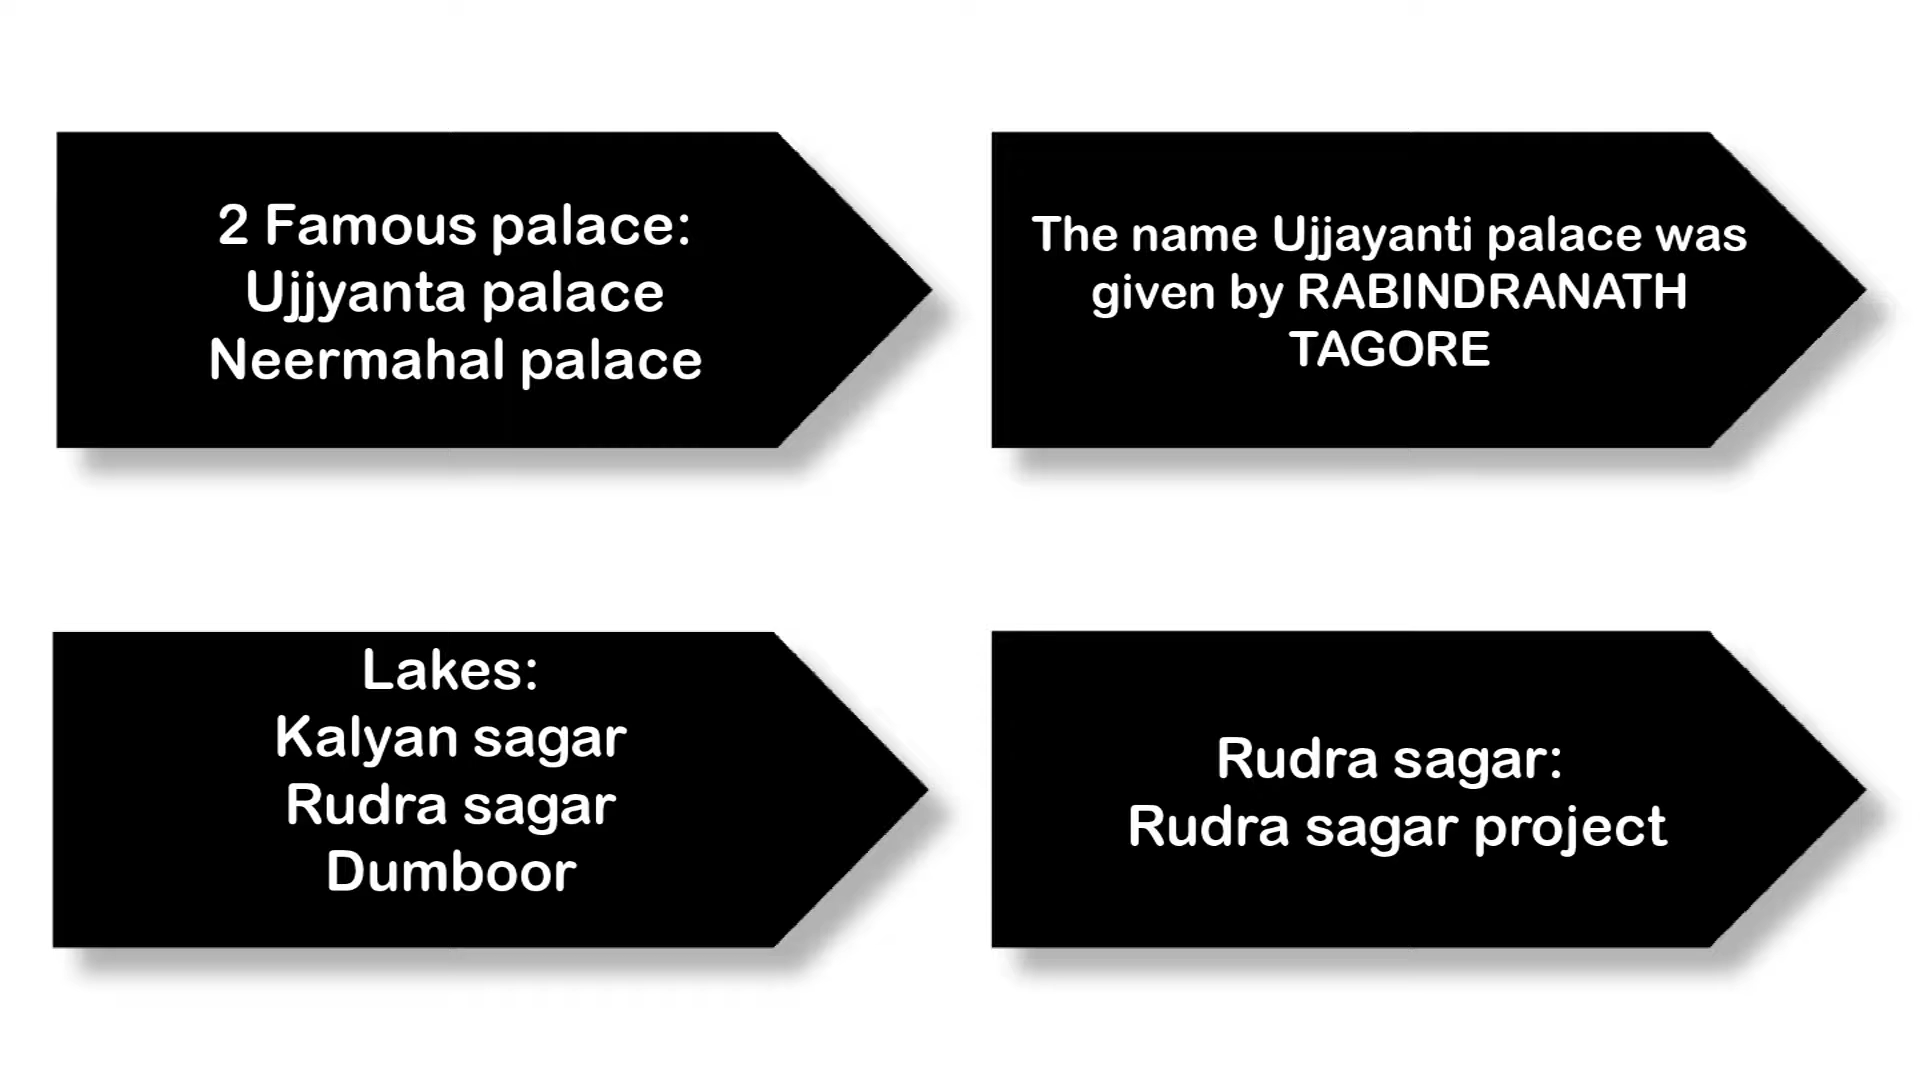 2 Famous palace:
Ujjyanta palace
Neermahal palace
The name Ujjayanti palace was
given by RABINDRANATH
TAGORE
Lakes:
Kalyan sagar
Rudra sagar
Dumboor
Rudra sagar:
Rudra sagar project